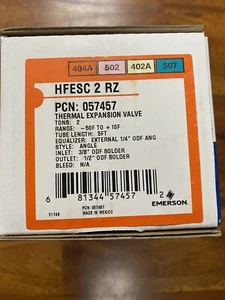 404A 502 402A 507
HFESC 2 RZ
PCN: 057457
THERMAL EXPANSION VALVE
TONS: 2
RANGE: -50F TO +10F
TUBE LENGTH: 5FT
EQUALIZER: EXTERNAL 1/4" ODF ANG
STYLE: ANGLE
INLET: 3/8" ODF SOLDER
OUTLET: 1/2" ODF SOLDER
BLEED: N/A
6 81344 57457 2
EMERSON
PCN 057457
MADE IN MEXICO